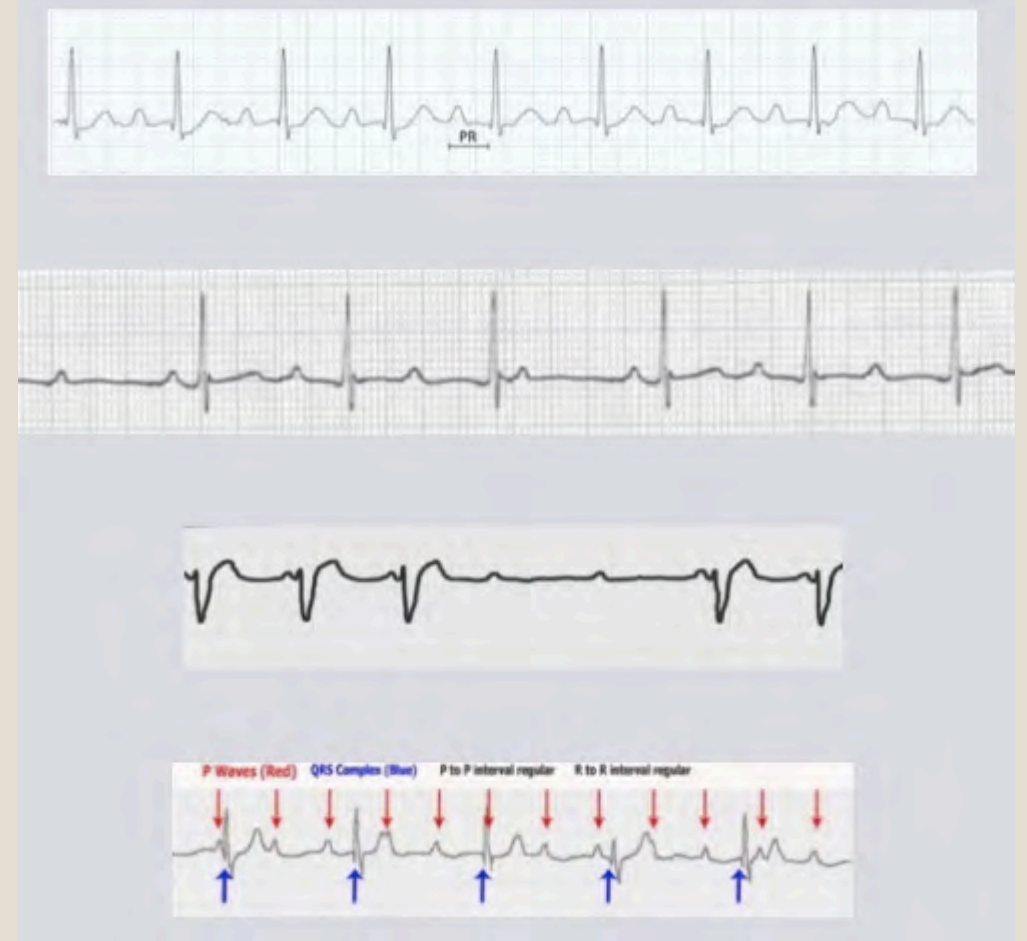 PR
P Waves (Red) QRS Complex (Blue) P to P interval regular R to R interval regular